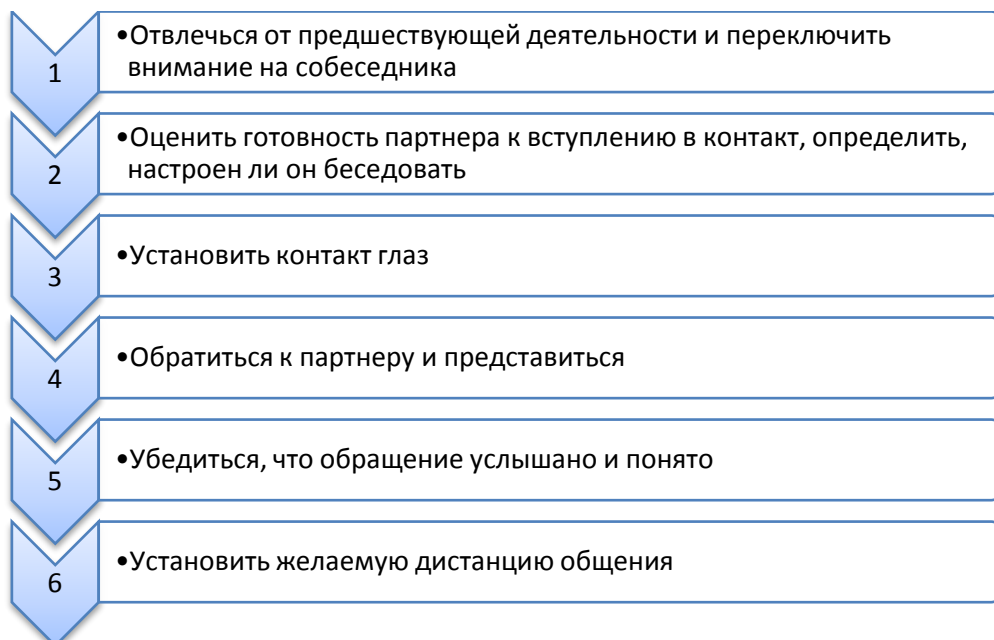 1
•Отвлечься от предшествующей деятельности и переключить
внимание на собеседника
2
•Оценить готовность партнера к вступлению в контакт, определить,
настроен ли он беседовать
3
•Установить контакт глаз
4
•Обратиться к партнеру и представиться
5
•Убедиться, что обращение услышано и понято
6
•Установить желаемую дистанцию общения